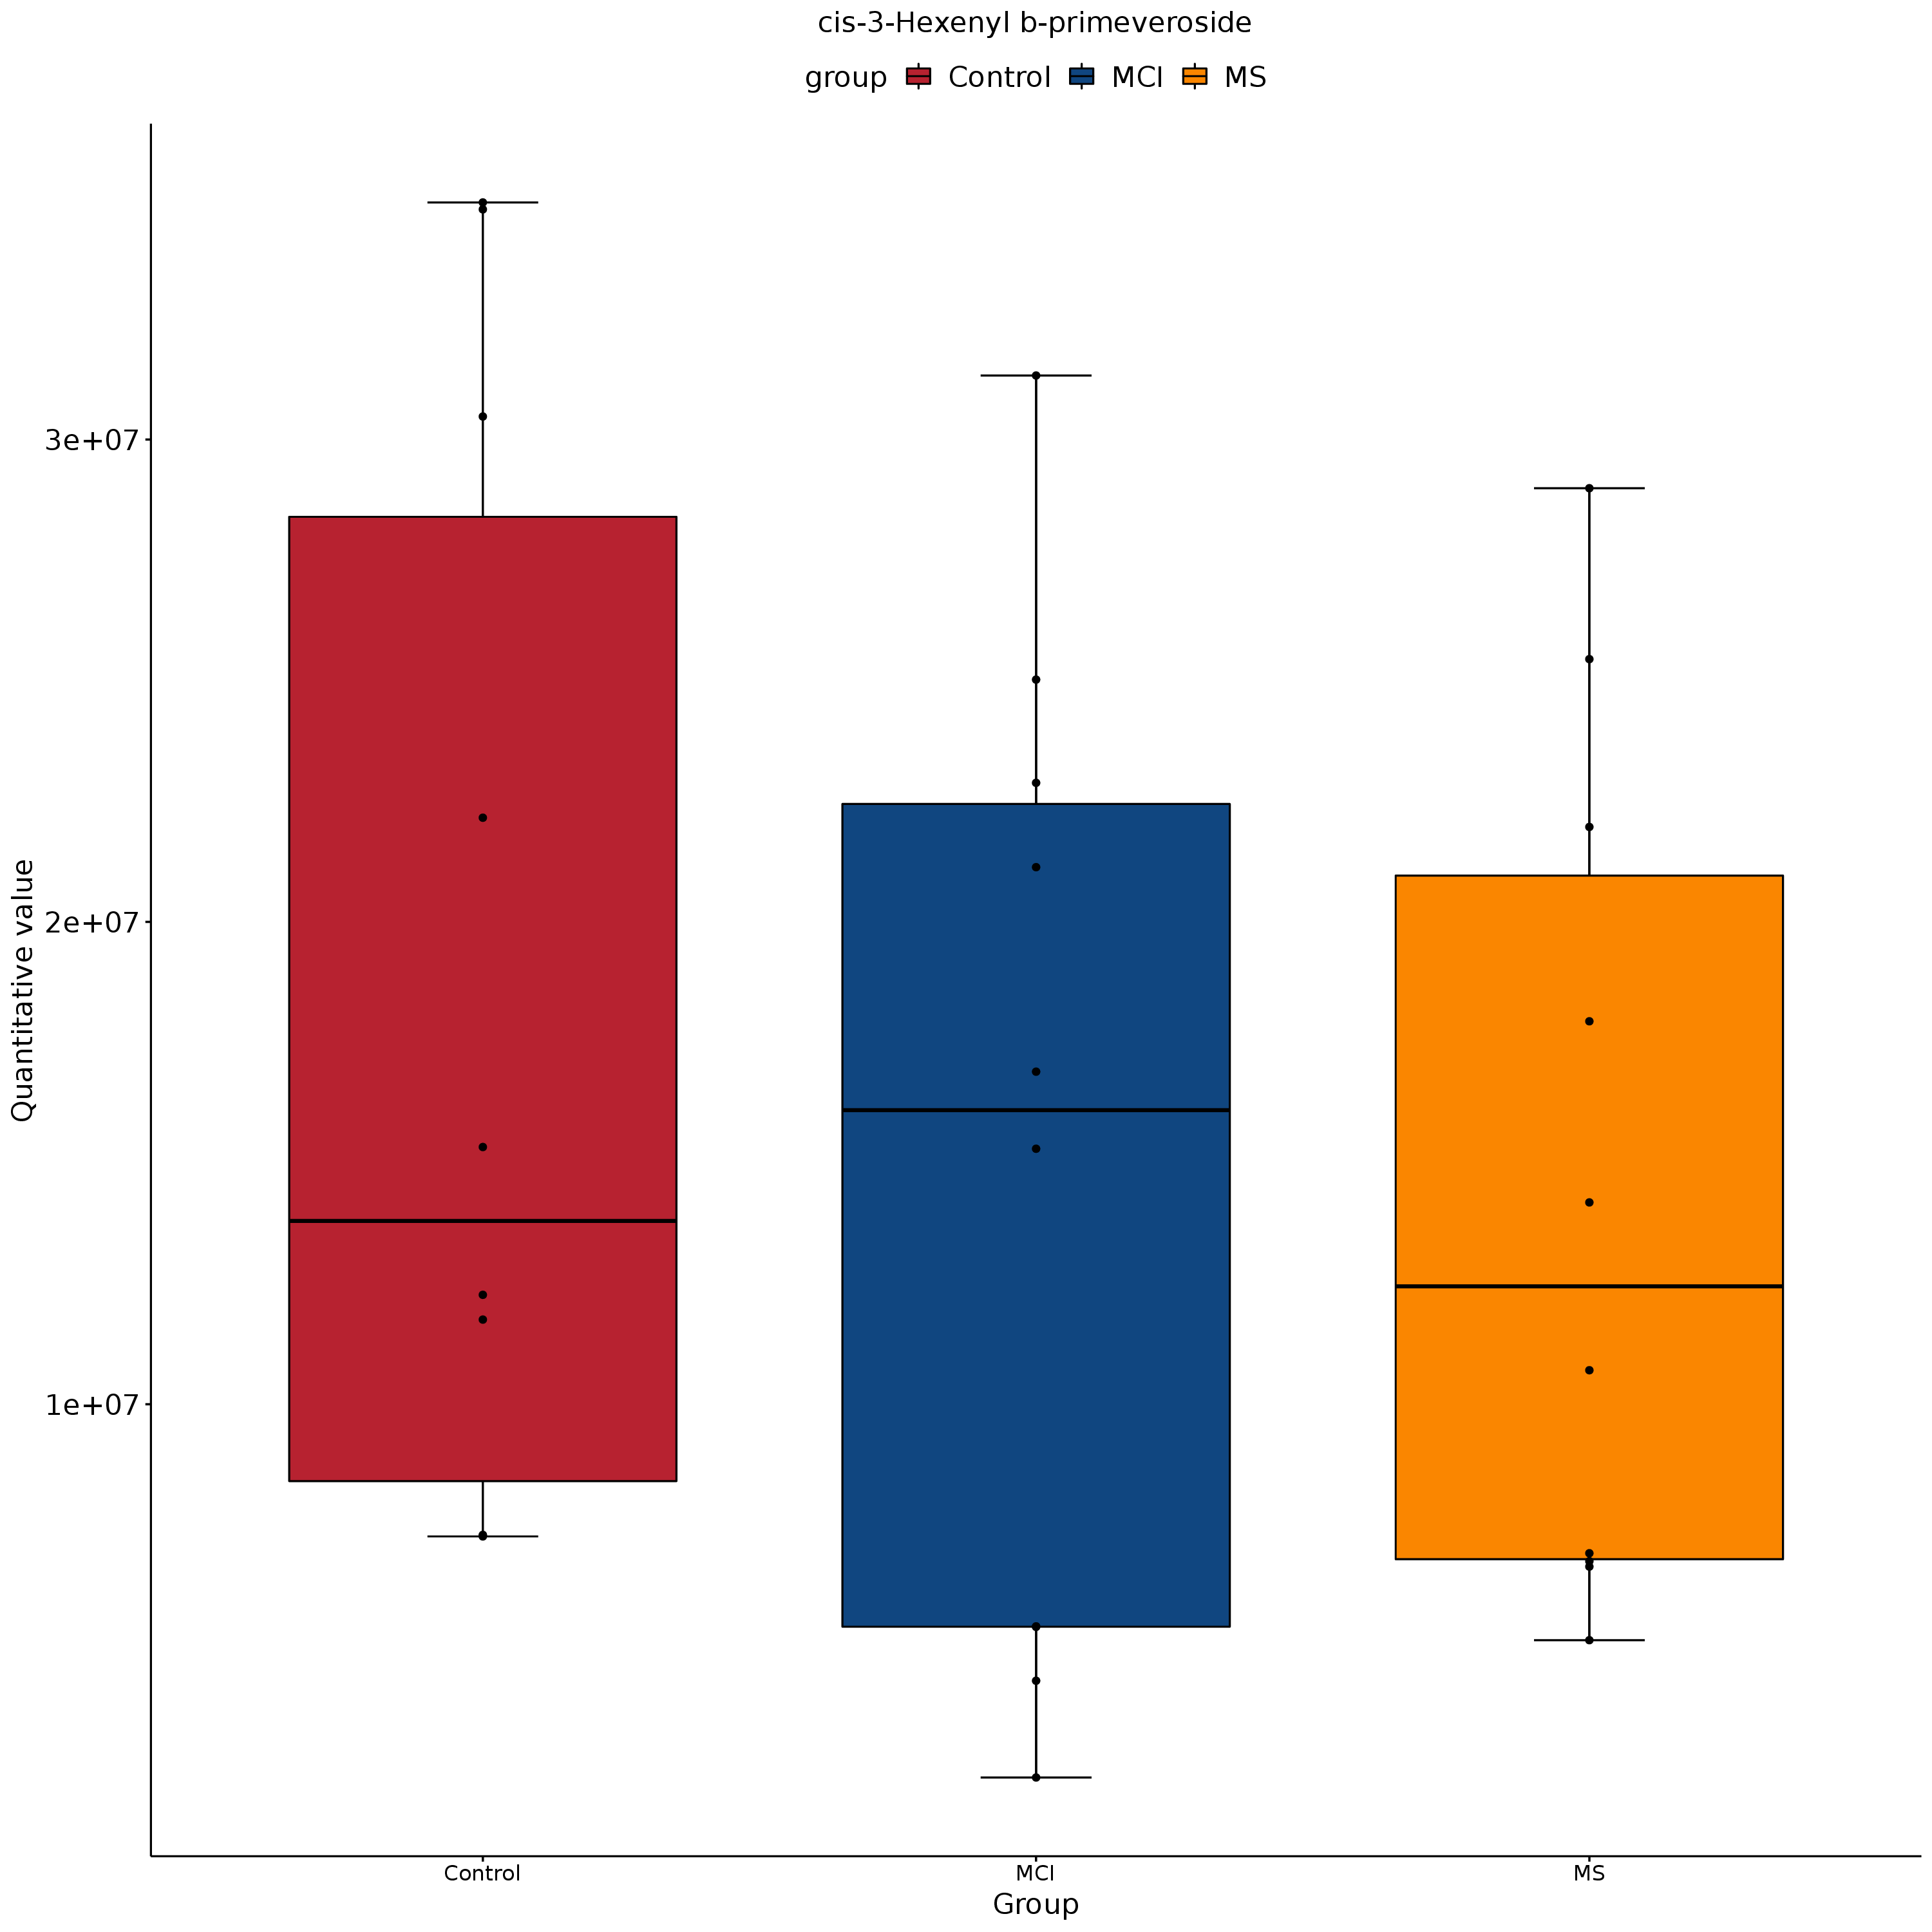 cis-3-Hexenyl b-primeveroside
group Control MCI MS
Quantitative value
3e+07
2e+07
1e+07
Control MCI MS
Group